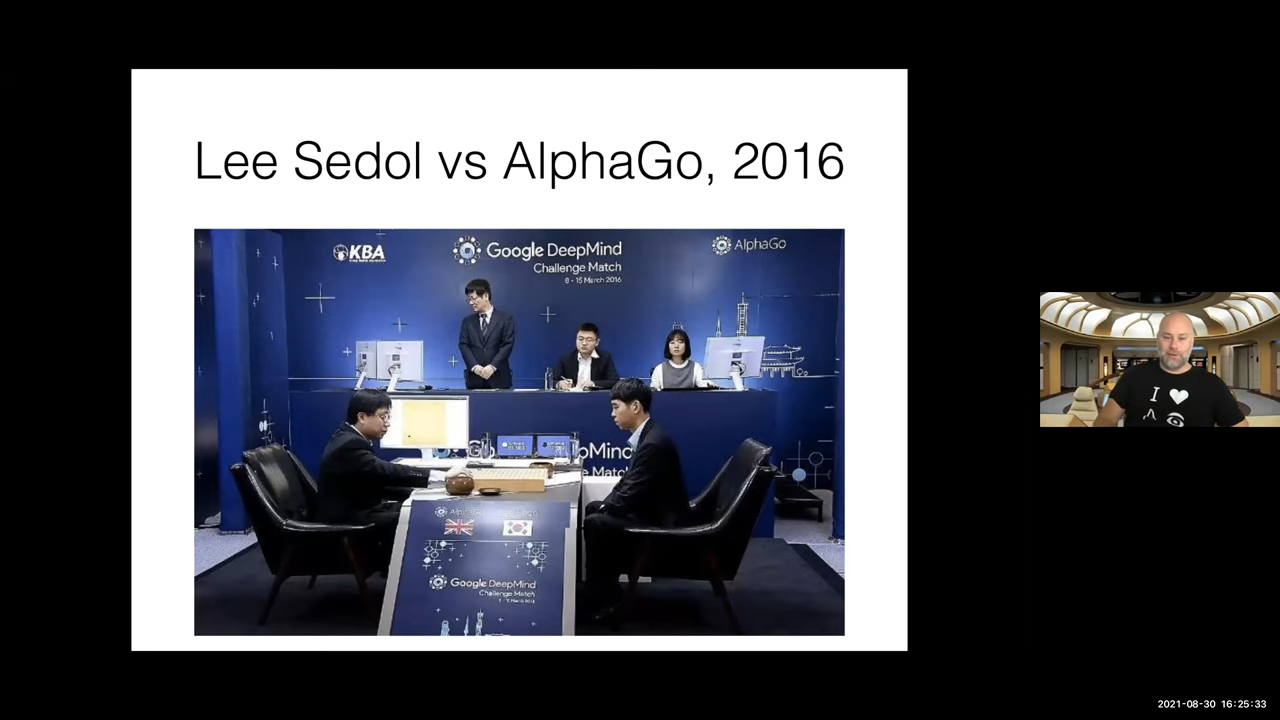 Lee Sedol vs AlphaGo, 2016
KBA
Google DeepMind
Challenge Match
8 - 15 March 2016
AlphaGo
AlphaGo
Google DeepMind
Challenge Match
I
2021-08-30 16:25:33